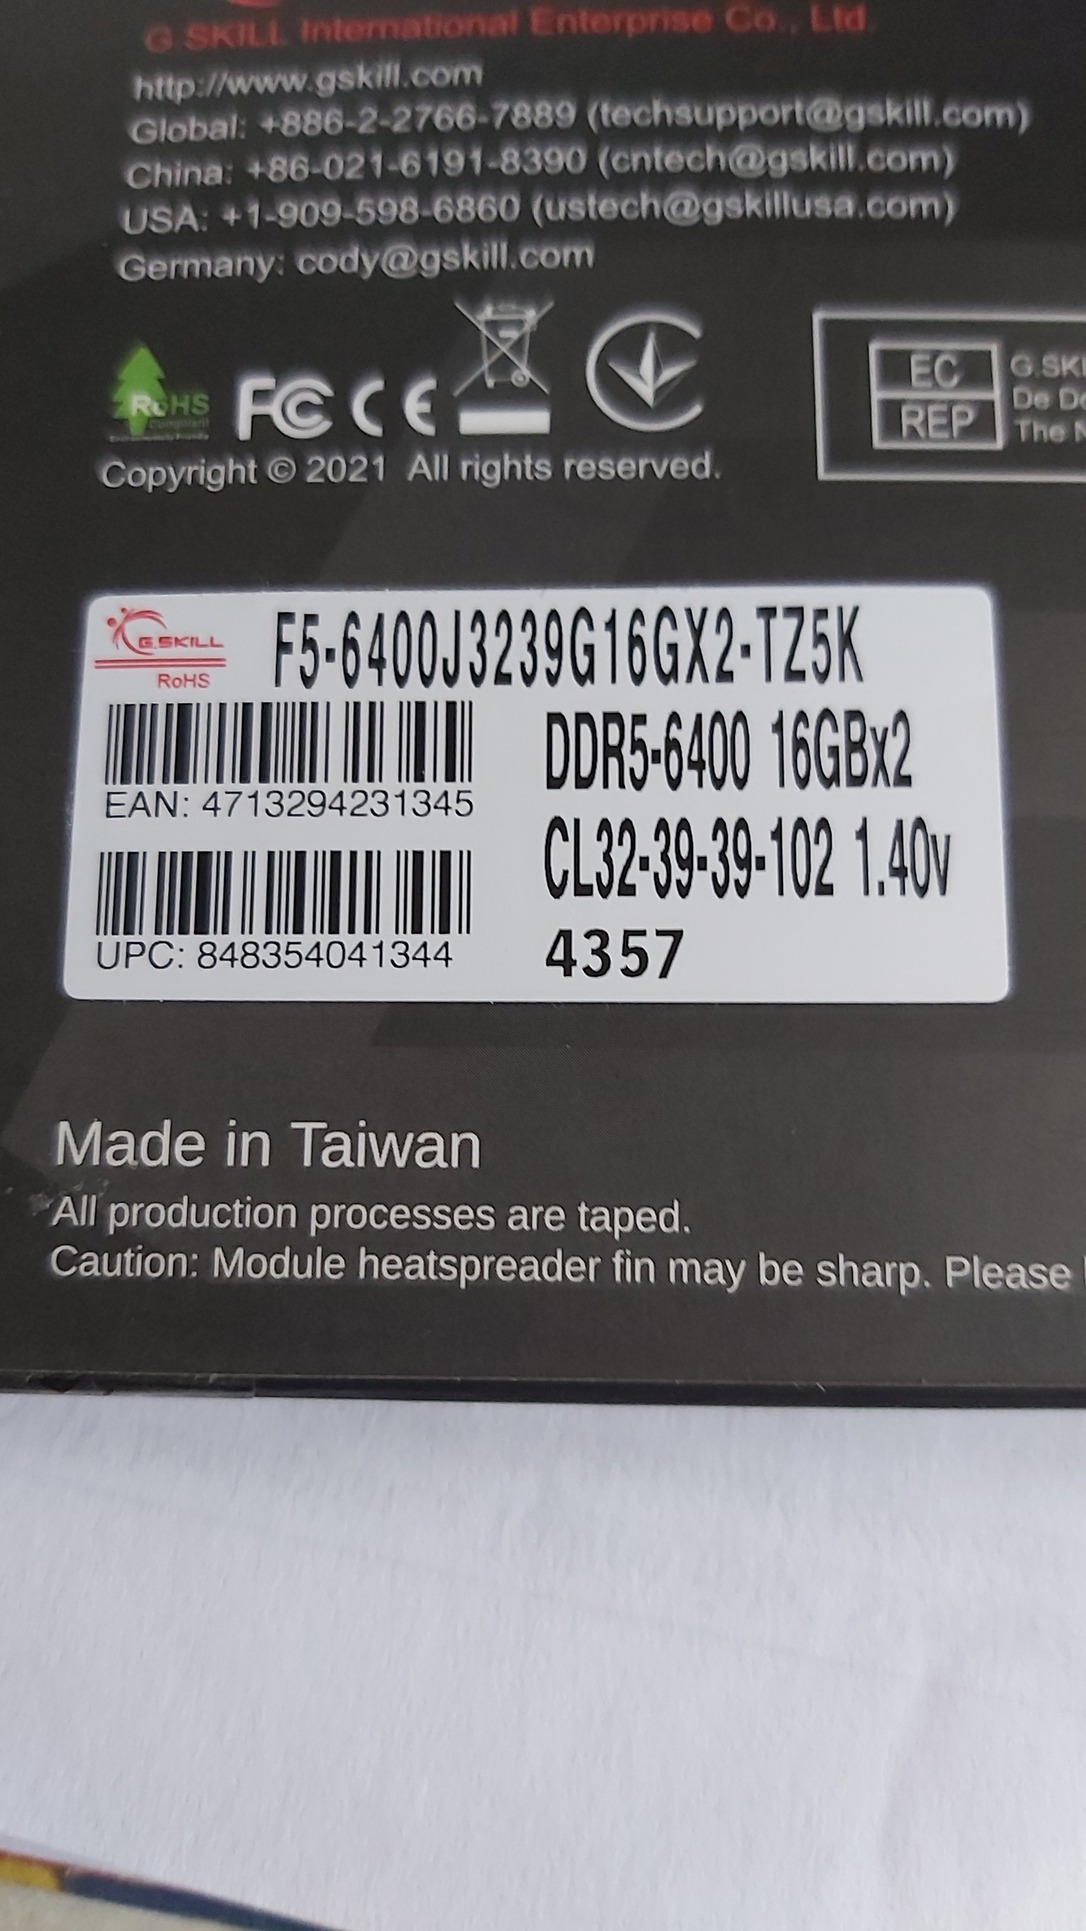 G.SKILL International Enterprise Co., Ltd.
http://www.gskill.com
Global: +886-2-2766-7889 (techsupport@gskill.com)
China: +86-021-6191-8390 (cntech@gskill.com)
USA: +1-909-598-6860 (ustech@gskillusa.com)
Germany: cody@gskill.com
RoHS
FC CE
EC
REP
G.SKI
De De
The N
Copyright © 2021 All rights reserved.
G.SKILL
RoHS
F5-6400J3239G16GX2-TZ5K
DDR5-6400 16GBx2
EAN: 4713294231345
CL32-39-39-102 1.40v
UPC: 848354041344
4357
Made in Taiwan
All production processes are taped.
Caution: Module heatspreader fin may be sharp. Please